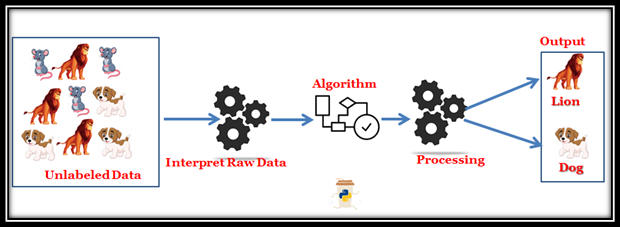 Unlabeled Data
Interpret Raw Data
Algorithm
Processing
Output
Lion
Dog